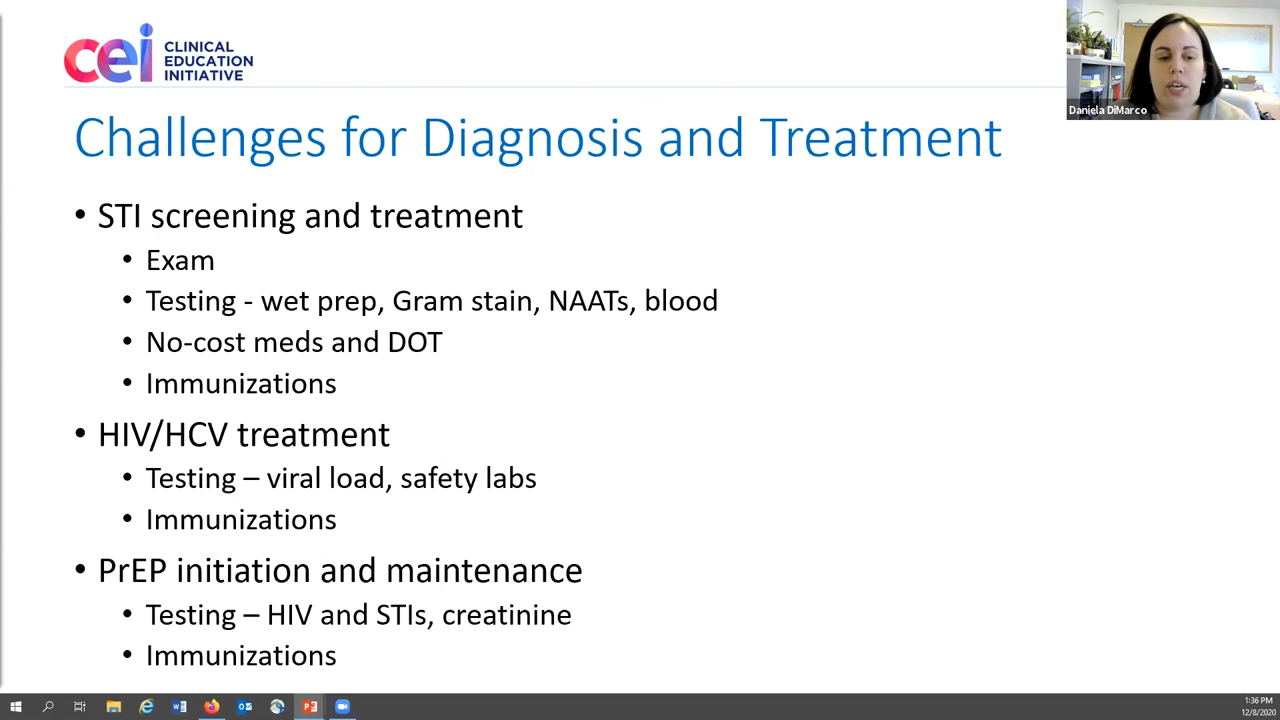 cei CLINICAL
EDUCATION
INITIATIVE
Daniela DiMarco
Challenges for Diagnosis and Treatment
• STI screening and treatment
• Exam
• Testing - wet prep, Gram stain, NAATs, blood
• No-cost meds and DOT
• Immunizations
• HIV/HCV treatment
• Testing – viral load, safety labs
• Immunizations
• PrEP initiation and maintenance
• Testing – HIV and STIs, creatinine
• Immunizations
1:36 PM
12/8/2020